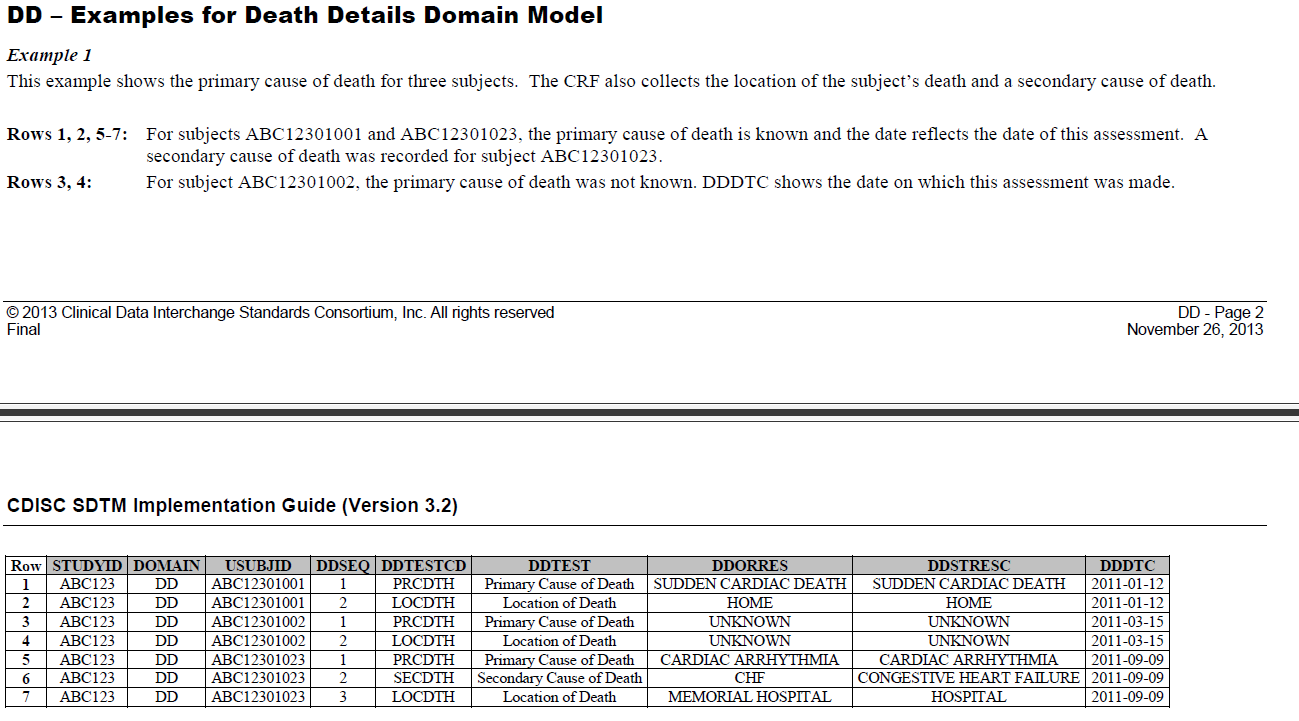 DD – Examples for Death Details Domain Model
Example 1
This example shows the primary cause of death for three subjects. The CRF also collects the location of the subject's death and a secondary cause of death.
Rows 1, 2, 5-7: For subjects ABC12301001 and ABC12301023, the primary cause of death is known and the date reflects the date of this assessment. A
secondary cause of death was recorded for subject ABC12301023.
Rows 3, 4: For subject ABC12301002, the primary cause of death was not known. DDDTC shows the date on which this assessment was made.
© 2013 Clinical Data Interchange Standards Consortium, Inc. All rights reserved DD - Page 2
Final November 26, 2013
CDISC SDTM Implementation Guide (Version 3.2)
Row STUDYID DOMAIN USUBJID DDSEQ DDTESTCD DDTEST DDORRES DDSTRESC DDDTC
1 ABC123 DD ABC12301001 1 PRCDTH Primary Cause of Death SUDDEN CARDIAC DEATH SUDDEN CARDIAC DEATH 2011-01-12
2 ABC123 DD ABC12301001 2 LOCDTH Location of Death HOME HOME 2011-01-12
3 ABC123 DD ABC12301002 1 PRCDTH Primary Cause of Death UNKNOWN UNKNOWN 2011-03-15
4 ABC123 DD ABC12301002 2 LOCDTH Location of Death UNKNOWN UNKNOWN 2011-03-15
5 ABC123 DD ABC12301023 1 PRCDTH Primary Cause of Death CARDIAC ARRHYTHMIA CARDIAC ARRHYTHMIA 2011-09-09
6 ABC123 DD ABC12301023 2 SECDTH Secondary Cause of Death CHF CONGESTIVE HEART FAILURE 2011-09-09
7 ABC123 DD ABC12301023 3 LOCDTH Location of Death MEMORIAL HOSPITAL HOSPITAL 2011-09-09